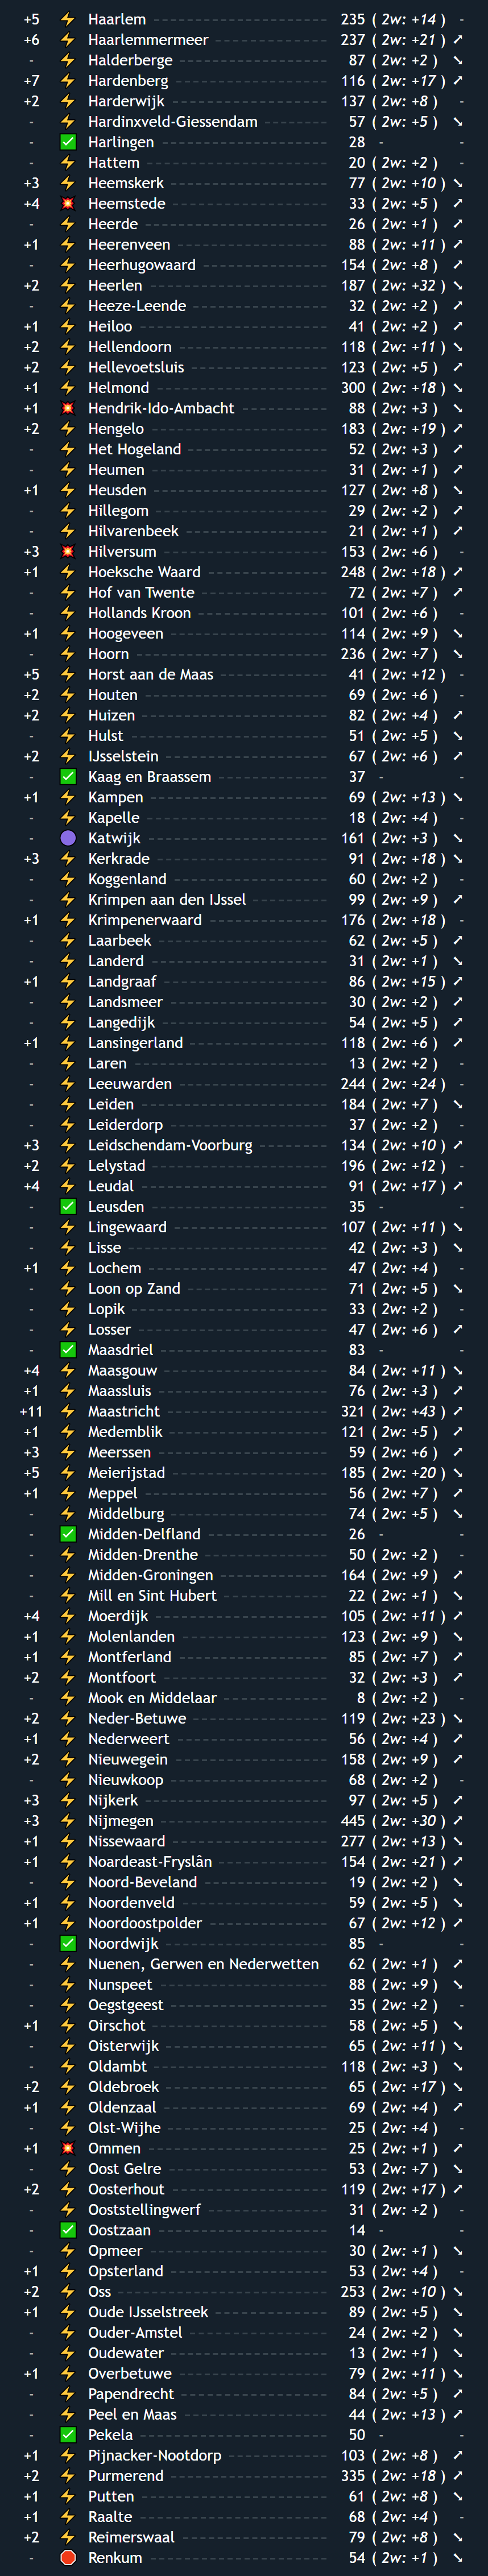 +5 ⚡ Haarlem 235 ( 2w: +14 ) -
+6 ⚡ Haarlemmermeer 237 ( 2w: +21 ) ➚
- ⚡ Halderberge 87 ( 2w: +2 ) ➘
+7 ⚡ Hardenberg 116 ( 2w: +17 ) ➚
+2 ⚡ Harderwijk 137 ( 2w: +8 ) -
- ⚡ Hardinxveld-Giessendam 57 ( 2w: +5 ) ➘
- ✅ Harlingen 28 - -
- ⚡ Hattem 20 ( 2w: +2 ) -
+3 ⚡ Heemskerk 77 ( 2w: +10 ) ➘
+4 💥 Heemstede 33 ( 2w: +5 ) ➚
- ⚡ Heerde 26 ( 2w: +1 ) ➚
+1 ⚡ Heerenveen 88 ( 2w: +11 ) ➚
- ⚡ Heerhugowaard 154 ( 2w: +8 ) ➚
+2 ⚡ Heerlen 187 ( 2w: +32 ) ➘
- ⚡ Heeze-Leende 32 ( 2w: +2 ) ➚
+1 ⚡ Heiloo 41 ( 2w: +2 ) ➚
+2 ⚡ Hellendoorn 118 ( 2w: +11 ) ➘
+2 ⚡ Hellevoetsluis 123 ( 2w: +5 ) ➚
+1 ⚡ Helmond 300 ( 2w: +18 ) ➘
+1 💥 Hendrik-Ido-Ambacht 88 ( 2w: +3 ) ➘
+2 ⚡ Hengelo 183 ( 2w: +19 ) ➚
- ⚡ Het Hogeland 52 ( 2w: +3 ) ➚
- ⚡ Heumen 31 ( 2w: +1 ) ➚
+1 ⚡ Heusden 127 ( 2w: +8 ) ➘
- ⚡ Hillegom 29 ( 2w: +2 ) ➚
- ⚡ Hilvarenbeek 21 ( 2w: +1 ) ➚
+3 💥 Hilversum 153 ( 2w: +6 ) -
+1 ⚡ Hoeksche Waard 248 ( 2w: +18 ) ➚
- ⚡ Hof van Twente 72 ( 2w: +7 ) ➚
- ⚡ Hollands Kroon 101 ( 2w: +6 ) -
+1 ⚡ Hoogeveen 114 ( 2w: +9 ) ➘
- ⚡ Hoorn 236 ( 2w: +7 ) ➘
+5 ⚡ Horst aan de Maas 41 ( 2w: +12 ) -
+2 ⚡ Houten 69 ( 2w: +6 ) -
+2 ⚡ Huizen 82 ( 2w: +4 ) ➚
- ⚡ Hulst 51 ( 2w: +5 ) ➘
+2 ⚡ IJsselstein 67 ( 2w: +6 ) ➚
- ✅ Kaag en Braassem 37 - -
+1 ⚡ Kampen 69 ( 2w: +13 ) ➘
- ⚡ Kapelle 18 ( 2w: +4 ) -
- 🟣 Katwijk 161 ( 2w: +3 ) ➘
+3 ⚡ Kerkrade 91 ( 2w: +18 ) ➘
- ⚡ Koggenland 60 ( 2w: +2 ) -
- ⚡ Krimpen aan den IJssel 99 ( 2w: +9 ) ➚
+1 ⚡ Krimpenerwaard 176 ( 2w: +18 ) -
- ⚡ Laarbeek 62 ( 2w: +5 ) ➚
- ⚡ Landerd 31 ( 2w: +1 ) ➘
+1 ⚡ Landgraaf 86 ( 2w: +15 ) ➚
- ⚡ Landsmeer 30 ( 2w: +2 ) ➚
- ⚡ Langedijk 54 ( 2w: +5 ) ➚
+1 ⚡ Lansingerland 118 ( 2w: +6 ) ➚
- ⚡ Laren 13 ( 2w: +2 ) -
- ⚡ Leeuwarden 244 ( 2w: +24 ) -
- ⚡ Leiden 184 ( 2w: +7 ) ➘
- ⚡ Leiderdorp 37 ( 2w: +2 ) -
+3 ⚡ Leidschendam-Voorburg 134 ( 2w: +10 ) ➚
+2 ⚡ Lelystad 196 ( 2w: +12 ) -
+4 ⚡ Leudal 91 ( 2w: +17 ) ➚
- ✅ Leusden 35 - -
- ⚡ Lingewaard 107 ( 2w: +11 ) ➘
- ⚡ Lisse 42 ( 2w: +3 ) ➘
+1 ⚡ Lochem 47 ( 2w: +4 ) -
- ⚡ Loon op Zand 71 ( 2w: +5 ) ➘
- ⚡ Lopik 33 ( 2w: +2 ) -
- ⚡ Losser 47 ( 2w: +6 ) ➚
- ✅ Maasdriel 83 - -
+4 ⚡ Maasgouw 84 ( 2w: +11 ) ➘
+1 ⚡ Maassluis 76 ( 2w: +3 ) ➚
+11 ⚡ Maastricht 321 ( 2w: +43 ) ➚
+1 ⚡ Medemblik 121 ( 2w: +5 ) ➚
+3 ⚡ Meerssen 59 ( 2w: +6 ) ➚
+5 ⚡ Meierijstad 185 ( 2w: +20 ) ➘
+1 ⚡ Meppel 56 ( 2w: +7 ) ➚
- ⚡ Middelburg 74 ( 2w: +5 ) ➘
- ✅ Midden-Delfland 26 - -
- ⚡ Midden-Drenthe 50 ( 2w: +2 ) -
- ⚡ Midden-Groningen 164 ( 2w: +9 ) ➚
- ⚡ Mill en Sint Hubert 22 ( 2w: +1 ) ➘
+4 ⚡ Moerdijk 105 ( 2w: +11 ) ➚
+1 ⚡ Molenlanden 123 ( 2w: +9 ) ➘
+1 ⚡ Montferland 85 ( 2w: +7 ) ➚
+2 ⚡ Montfoort 32 ( 2w: +3 ) ➚
- ⚡ Mook en Middelaar 8 ( 2w: +2 ) -
+2 ⚡ Neder-Betuwe 119 ( 2w: +23 ) ➘
+1 ⚡ Nederweert 56 ( 2w: +4 ) ➚
+2 ⚡ Nieuwegein 158 ( 2w: +9 ) ➚
- ⚡ Nieuwkoop 68 ( 2w: +2 ) -
+3 ⚡ Nijkerk 97 ( 2w: +5 ) ➚
+3 ⚡ Nijmegen 445 ( 2w: +30 ) ➚
+1 ⚡ Nissewaard 277 ( 2w: +13 ) ➘
+1 ⚡ Noardeast-Fryslân 154 ( 2w: +21 ) ➚
- ⚡ Noord-Beveland 19 ( 2w: +2 ) ➘
+1 ⚡ Noordenveld 59 ( 2w: +5 ) ➘
+1 ⚡ Noordoostpolder 67 ( 2w: +12 ) ➚
- ✅ Noordwijk 85 - -
- ⚡ Nuenen, Gerwen en Nederwetten 62 ( 2w: +1 ) ➚
- ⚡ Nunspeet 88 ( 2w: +9 ) ➘
- ⚡ Oegstgeest 35 ( 2w: +2 ) -
+1 ⚡ Oirschot 58 ( 2w: +5 ) ➘
- ⚡ Oisterwijk 65 ( 2w: +11 ) ➘
- ⚡ Oldambt 118 ( 2w: +3 ) ➘
+2 ⚡ Oldebroek 65 ( 2w: +17 ) ➘
+1 ⚡ Oldenzaal 69 ( 2w: +4 ) ➚
- ⚡ Olst-Wijhe 25 ( 2w: +4 ) -
+1 💥 Ommen 25 ( 2w: +1 ) ➚
- ⚡ Oost Gelre 53 ( 2w: +7 ) ➘
+2 ⚡ Oosterhout 119 ( 2w: +17 ) ➚
- ⚡ Ooststellingwerf 31 ( 2w: +2 ) -
- ✅ Oostzaan 14 - -
- ⚡ Opmeer 30 ( 2w: +1 ) ➘
+1 ⚡ Opsterland 53 ( 2w: +4 ) -
+2 ⚡ Oss 253 ( 2w: +10 ) ➘
+1 ⚡ Oude IJsselstreek 89 ( 2w: +5 ) ➘
- ⚡ Ouder-Amstel 24 ( 2w: +2 ) ➘
- ⚡ Oudewater 13 ( 2w: +1 ) ➘
+1 ⚡ Overbetuwe 79 ( 2w: +11 ) ➘
- ⚡ Papendrecht 84 ( 2w: +5 ) ➚
- ⚡ Peel en Maas 44 ( 2w: +13 ) ➚
- ✅ Pekela 50 - -
+1 ⚡ Pijnacker-Nootdorp 103 ( 2w: +8 ) ➚
+2 ⚡ Purmerend 335 ( 2w: +18 ) ➚
+1 ⚡ Putten 61 ( 2w: +8 ) ➘
+1 ⚡ Raalte 68 ( 2w: +4 ) -
+2 ⚡ Reimerswaal 79 ( 2w: +8 ) ➘
- 🛑 Renkum 54 ( 2w: +1 ) ➘